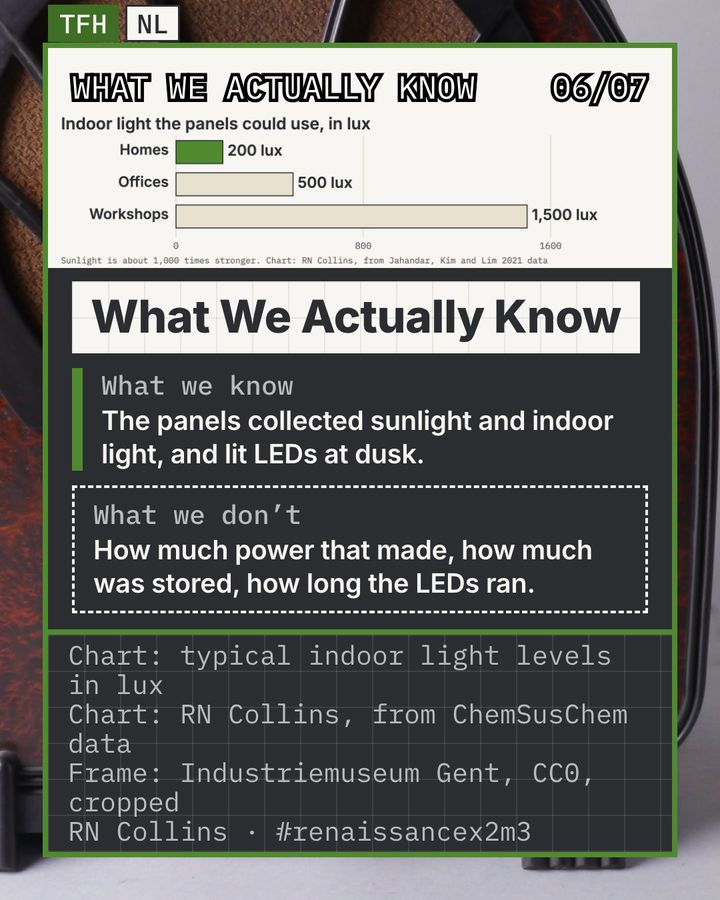 TFH NL
WHAT WE ACTUALLY KNOW 06/07
Indoor light the panels could use, in lux
Homes 200 lux
Offices 500 lux
Workshops 1,500 lux
0 800 1600
Sunlight is about 1,000 times stronger. Chart: RN Collins, from Jahandar, Kim and Lim 2021 data
What We Actually Know
What we know
The panels collected sunlight and indoor
light, and lit LEDs at dusk.
What we don’t
How much power that made, how much
was stored, how long the LEDs ran.
Chart: typical indoor light levels
in lux
Chart: RN Collins, from ChemSusChem
data
Frame: Industriemuseum Gent, CC0,
cropped
RN Collins · #renaissancex2m3